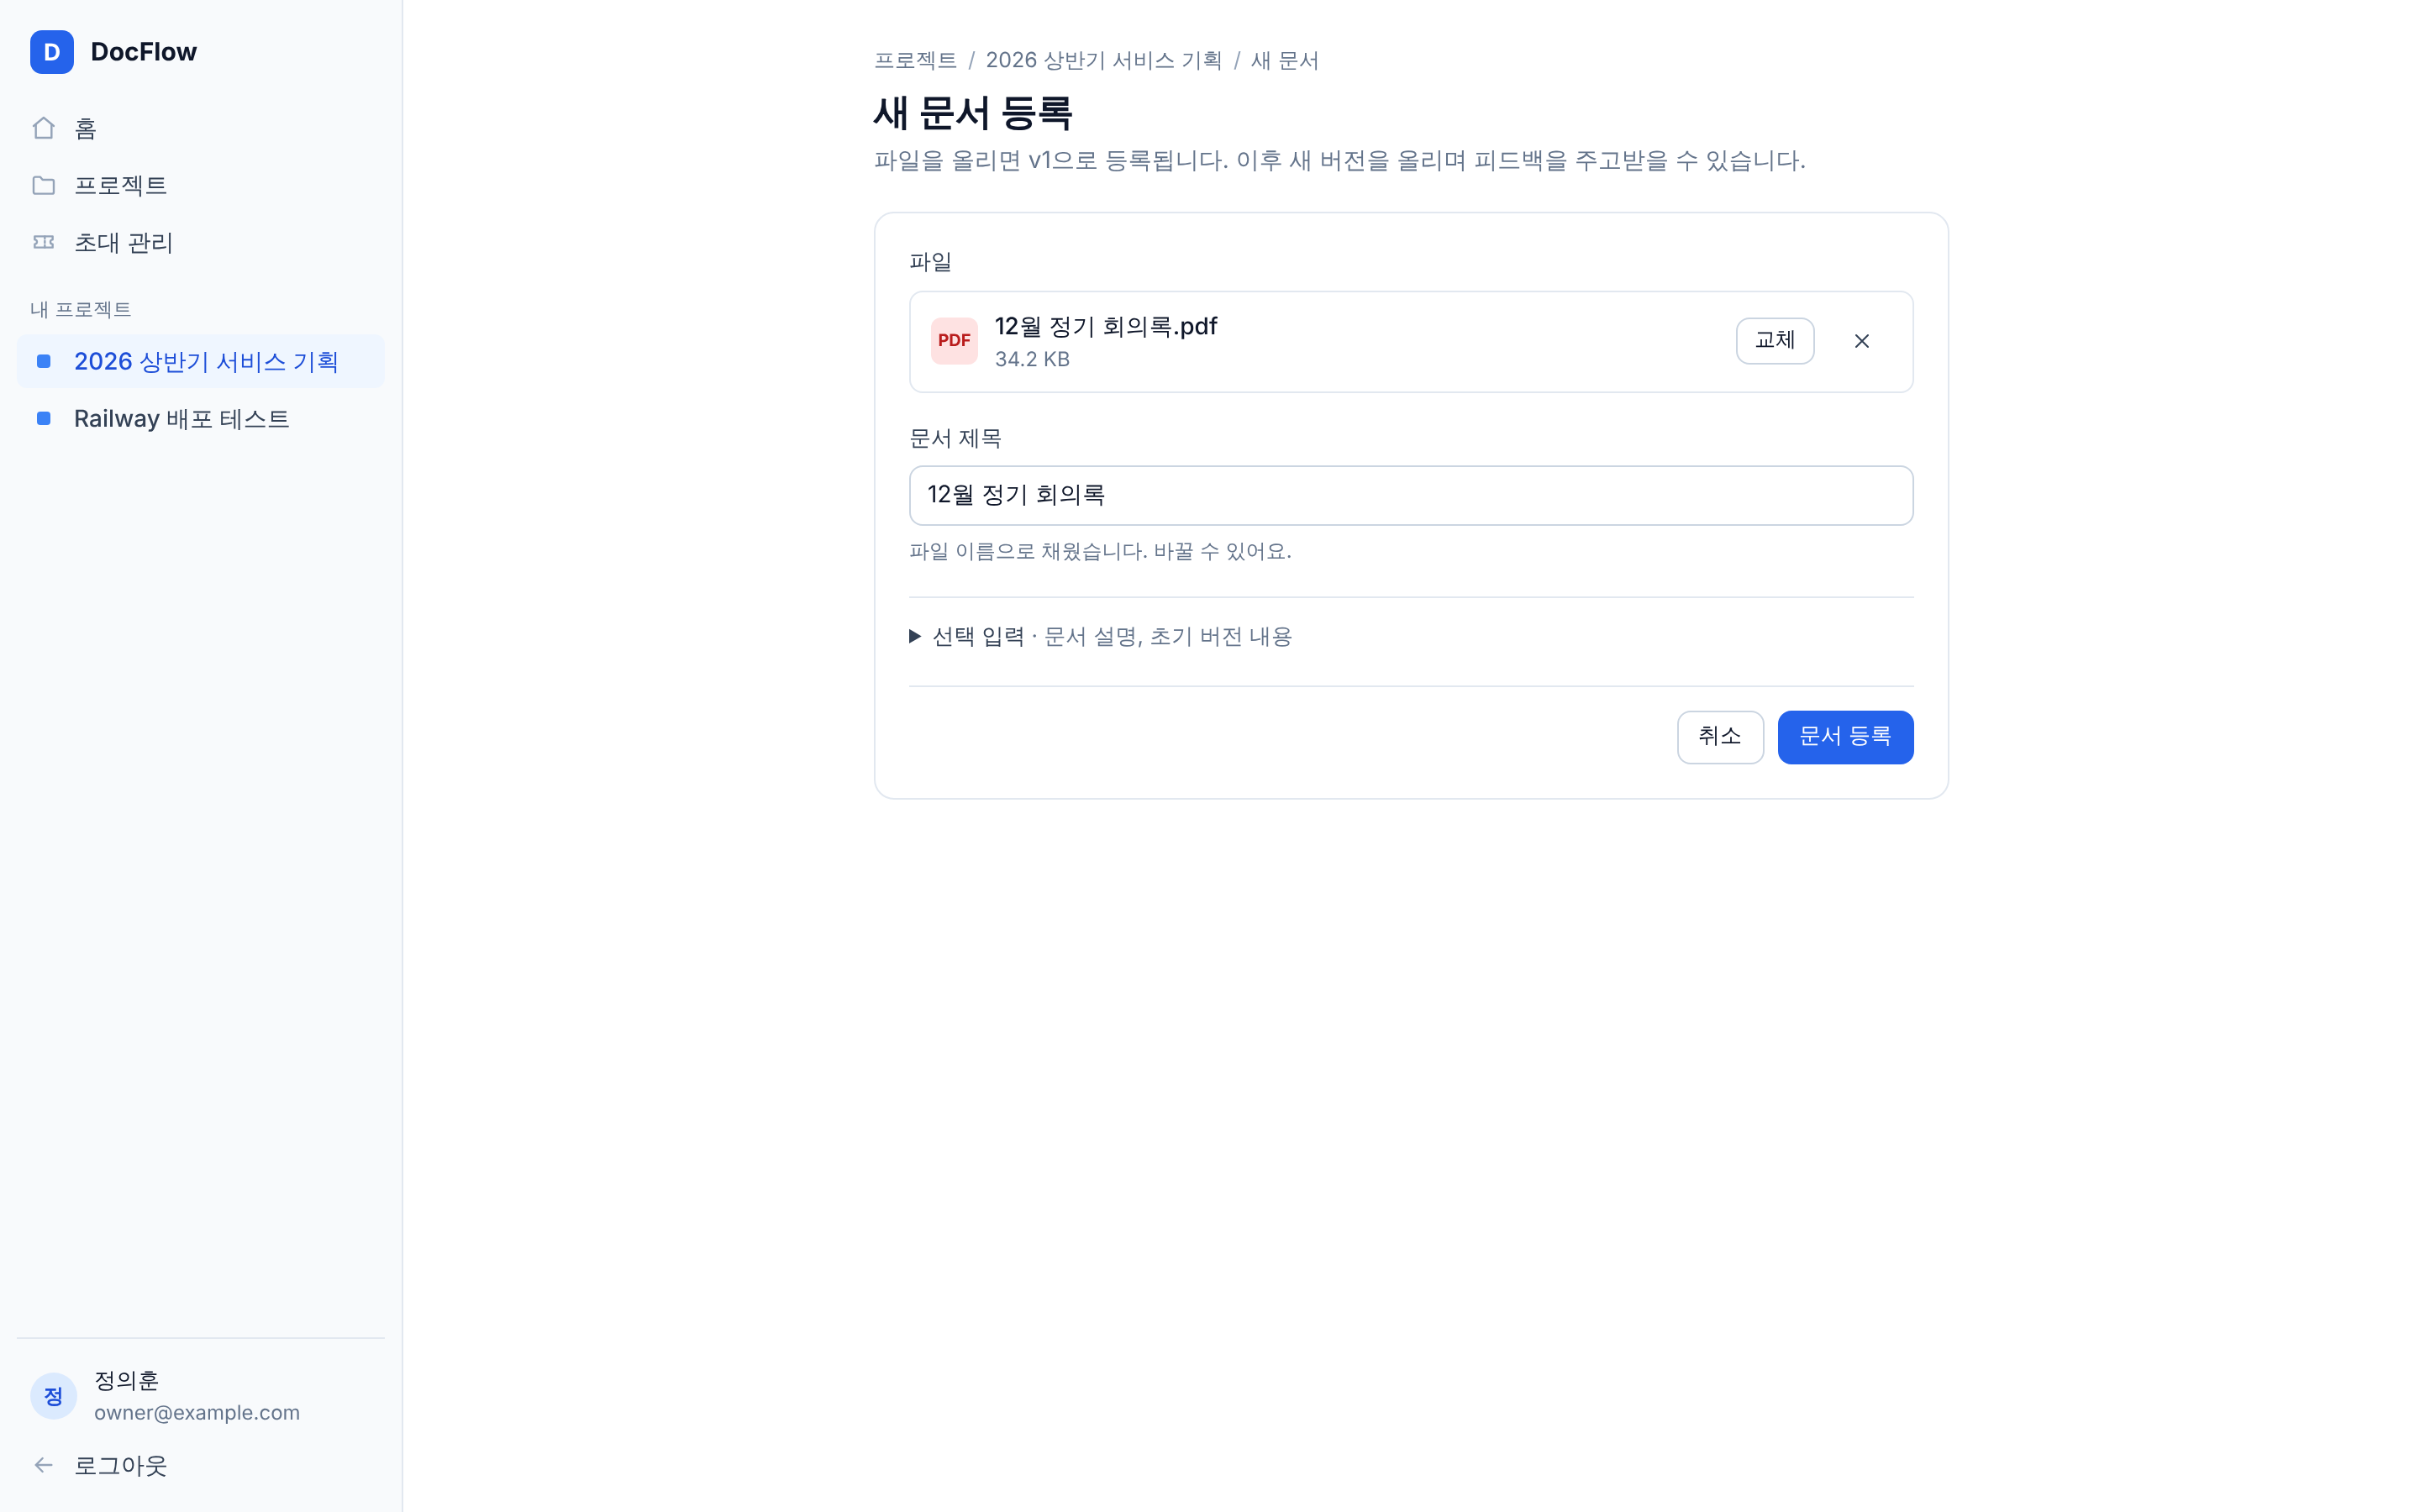 D DocFlow
홈
프로젝트
초대 관리
내 프로젝트
2026 상반기 서비스 기획
Railway 배포 테스트
정
정의훈
owner@example.com
로그아웃
프로젝트 / 2026 상반기 서비스 기획 / 새 문서
새 문서 등록
파일을 올리면 v1으로 등록됩니다. 이후 새 버전을 올리며 피드백을 주고받을 수 있습니다.
파일
PDF
12월 정기 회의록.pdf
34.2 KB
교체
문서 제목
12월 정기 회의록
파일 이름으로 채웠습니다. 바꿀 수 있어요.
선택 입력 · 문서 설명, 초기 버전 내용
취소
문서 등록